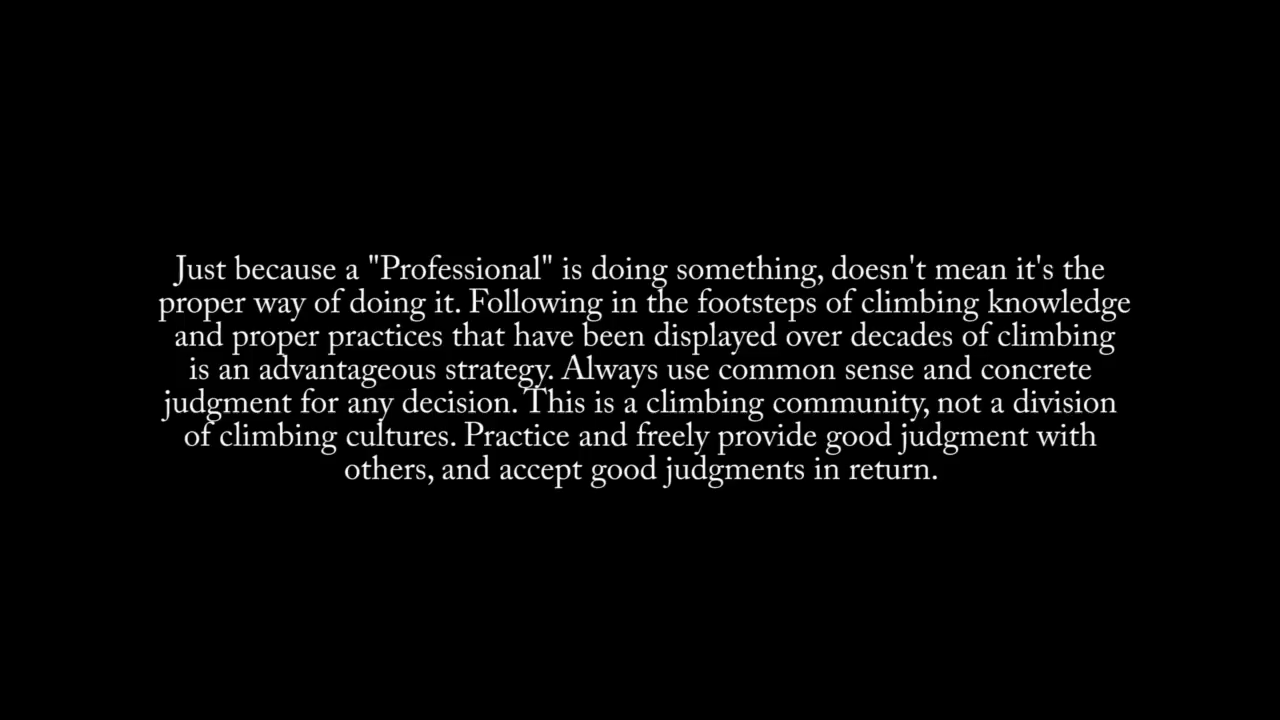 Just because a "Professional" is doing something, doesn't mean it's the
proper way of doing it. Following in the footsteps of climbing knowledge
and proper practices that have been displayed over decades of climbing
is an advantageous strategy. Always use common sense and concrete
judgment for any decision. This is a climbing community, not a division
of climbing cultures. Practice and freely provide good judgment with
others, and accept good judgments in return.